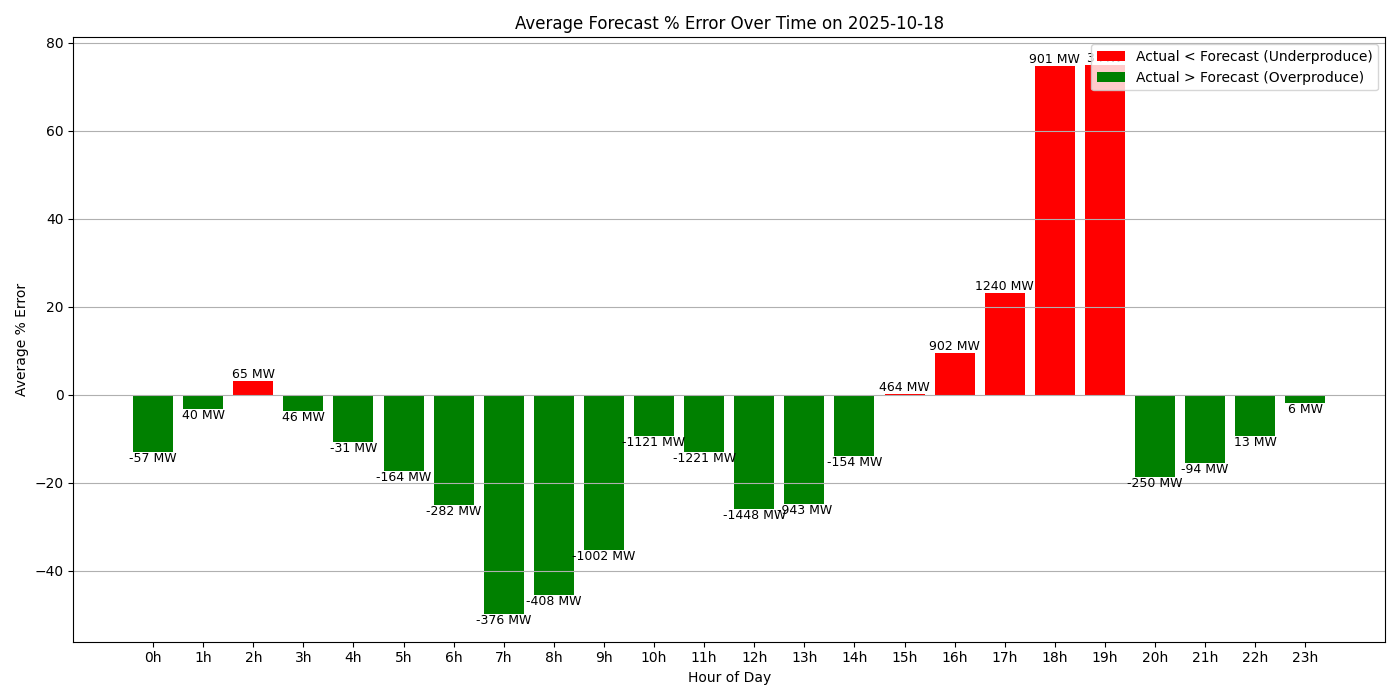 Average Forecast % Error Over Time on 2025-10-18
Actual < Forecast (Underproduce)
Actual > Forecast (Overproduce)
Average % Error
80
60
40
20
0
−20
−40
-57 MW
40 MW
65 MW
46 MW
-31 MW
-164 MW
-282 MW
-376 MW
-408 MW
-1002 MW
-1121 MW
-1221 MW
-1448 MW
-943 MW
-154 MW
464 MW
902 MW
1240 MW
901 MW
-250 MW
-94 MW
13 MW
6 MW
0h 1h 2h 3h 4h 5h 6h 7h 8h 9h 10h 11h 12h 13h 14h 15h 16h 17h 18h 19h 20h 21h 22h 23h
Hour of Day